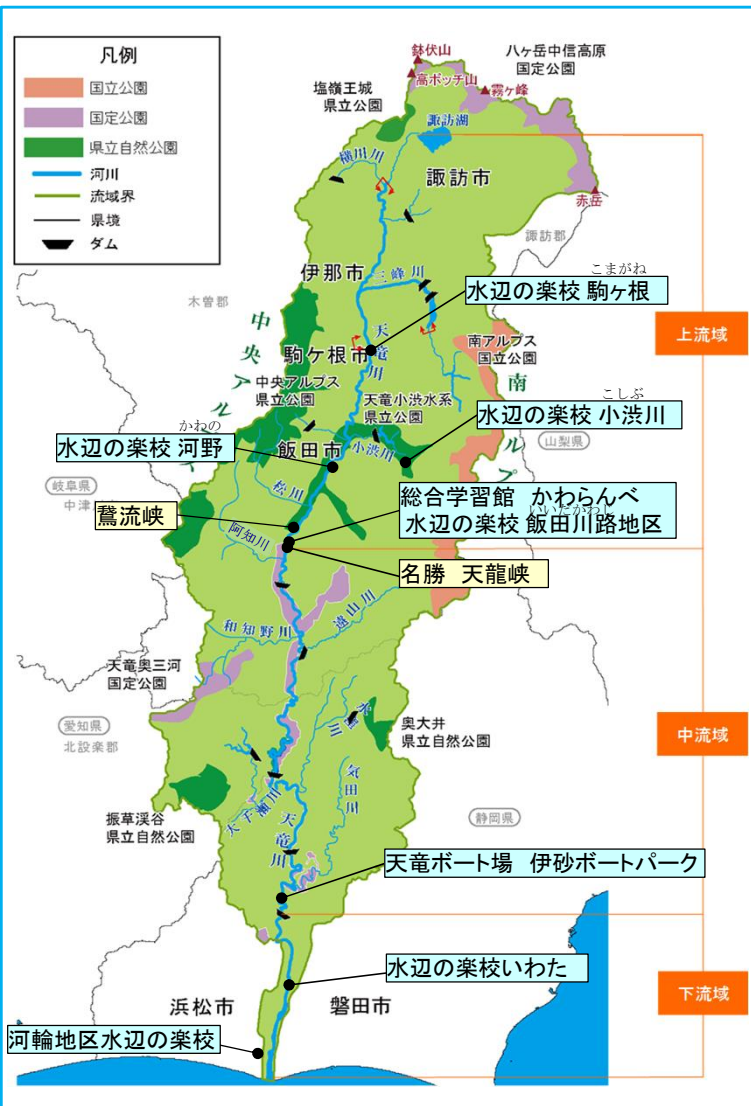 凡例
国立公園
国定公園
県立自然公園
河川
流域界
県境
ダム
鉢伏山
高ボッチ山
霧ヶ峰
八ヶ岳中信高原
国定公園
塩嶺王城
県立公園
諏訪湖
横川川
諏訪市
赤岳
諏訪郡
伊那市
三峰川
木曽郡
こまがね
水辺の楽校 駒ヶ根
上流域
中央アルプス
天竜川
駒ケ根市
南アルプス
国立公園
中央アルプス
県立公園
天竜小渋水系
県立公園
南アルプス
こしぶ
水辺の楽校 小渋川
山梨県
かわの
水辺の楽校 河野
飯田市
小渋川
岐阜県
中津川
松川
総合学習館 かわらんべ
いいだかわじ
水辺の楽校 飯田川路地区
鵞流峡
阿知川
名勝 天龍峡
遠山川
和知野川
天竜奥三河
国定公園
愛知県
北設楽郡
奥大井
県立自然公園
中流域
気田川
振草渓谷
県立自然公園
大千瀬川
天竜川
静岡県
天竜ボート場 伊砂ボートパーク
水辺の楽校いわた
浜松市
磐田市
下流域
河輪地区水辺の楽校